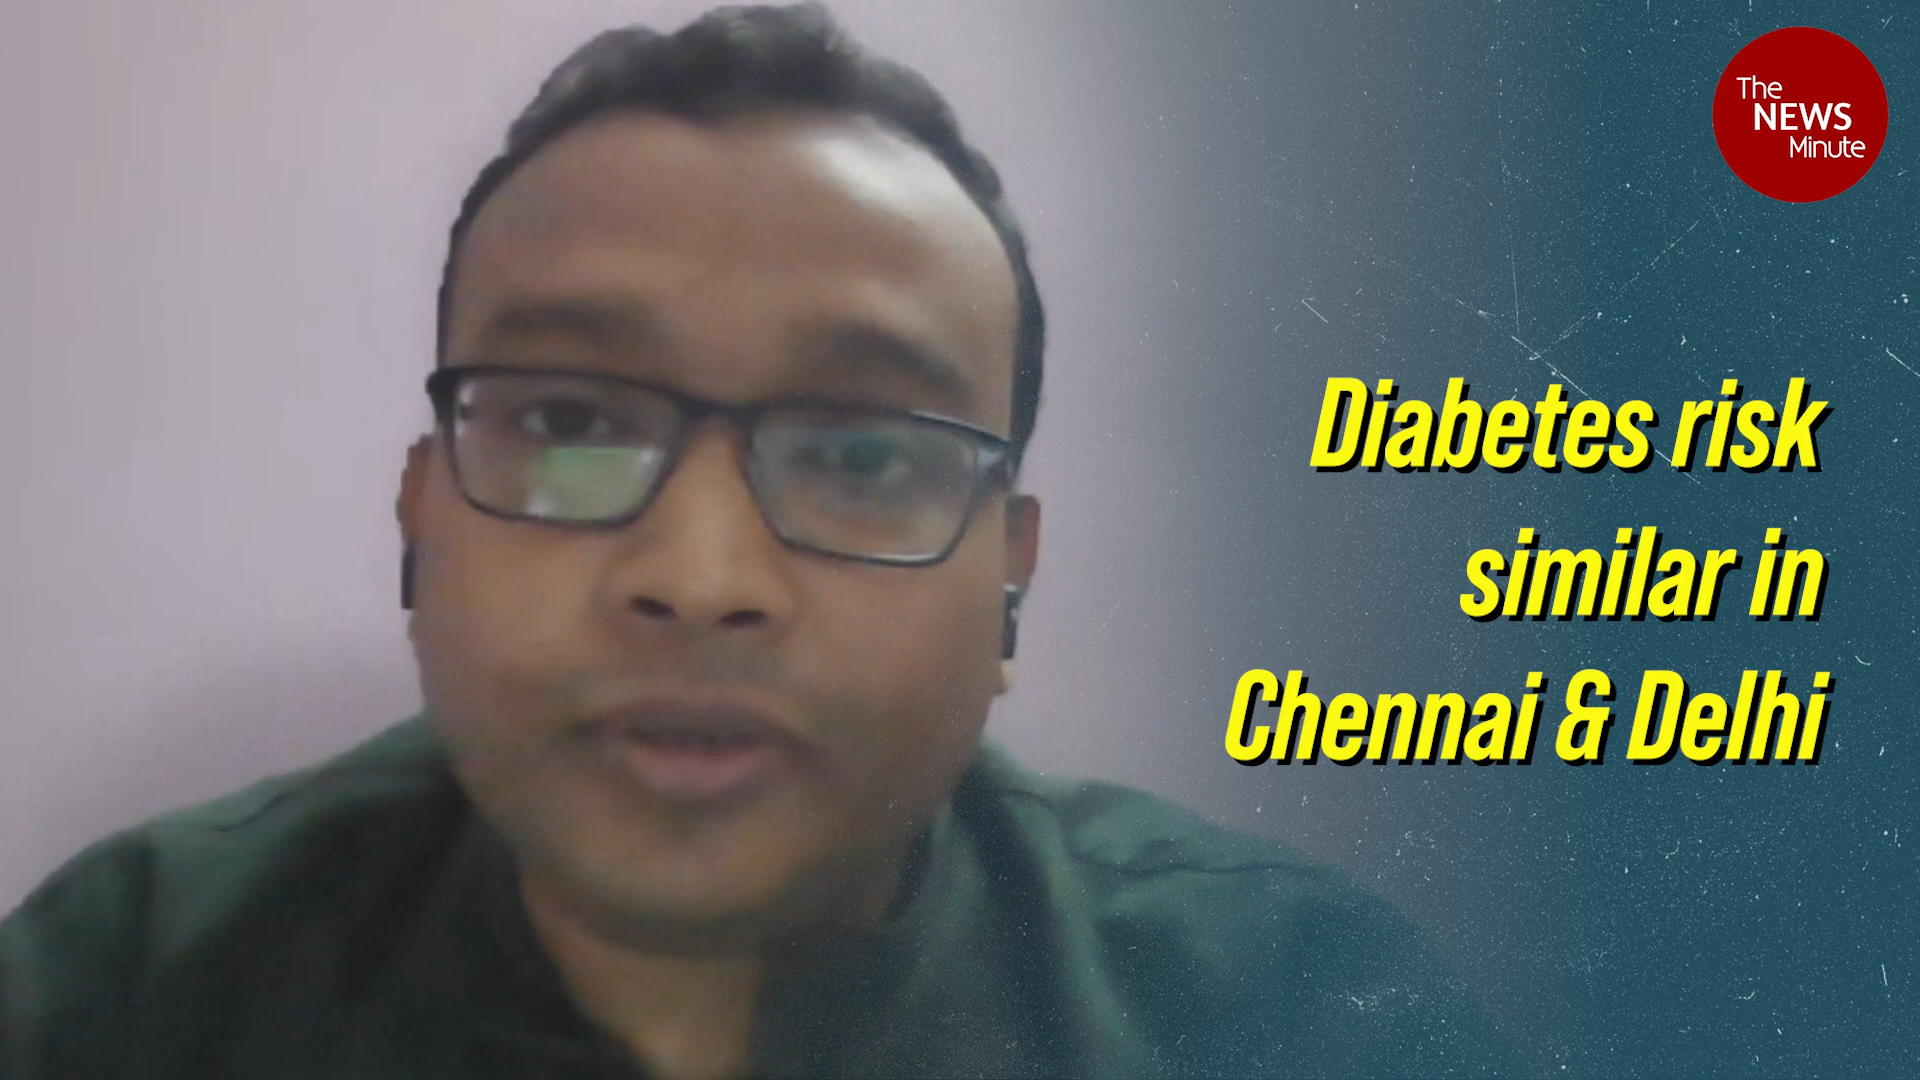 The
NEWS
Minute
Diabetes risk
similar in
Chennai & Delhi